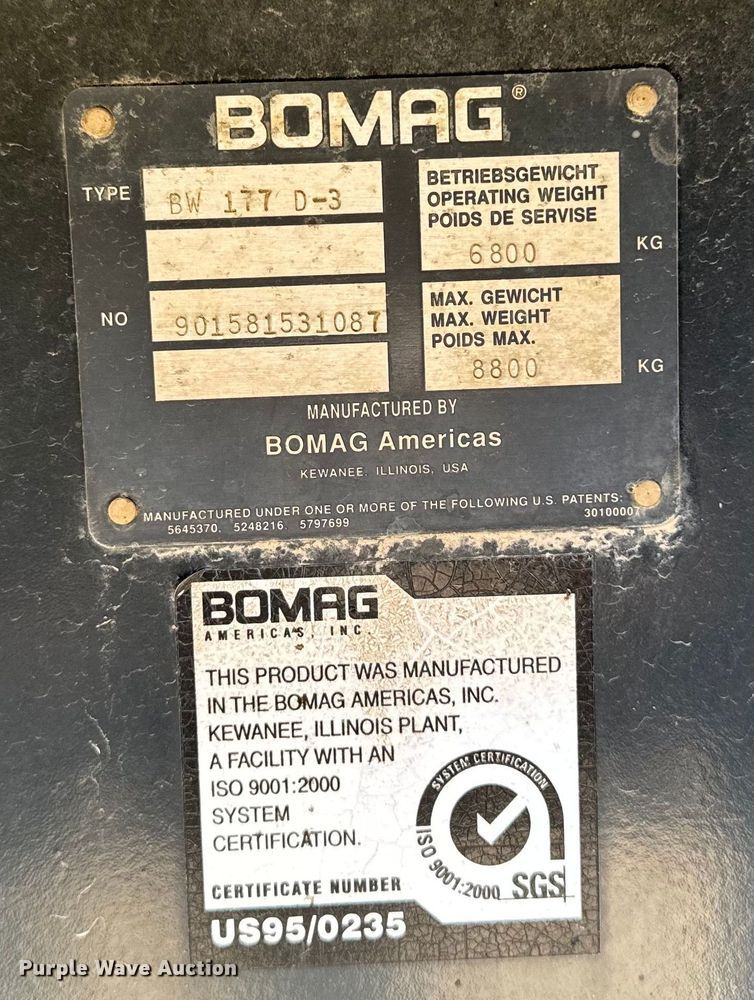 BOMAG®
TYPE BW 177 D-3
BETRIEBSGEWICHT
OPERATING WEIGHT
POIDS DE SERVISE
6800 KG
NO 901581531087
MAX. GEWICHT
MAX. WEIGHT
POIDS MAX.
8800 KG
MANUFACTURED BY
BOMAG Americas
KEWANEE, ILLINOIS, USA
MANUFACTURED UNDER ONE OR MORE OF THE FOLLOWING U.S. PATENTS:
5645370, 5248216, 5797699
BOMAG
AMERICAS, INC.
THIS PRODUCT WAS MANUFACTURED
IN THE BOMAG AMERICAS, INC.
KEWANEE, ILLINOIS PLANT,
A FACILITY WITH AN
ISO 9001:2000
SYSTEM
CERTIFICATION.
SYSTEM CERTIFICATION
ISO 9001:2000
SGS
CERTIFICATE NUMBER
US95/0235
Purple Wave Auction